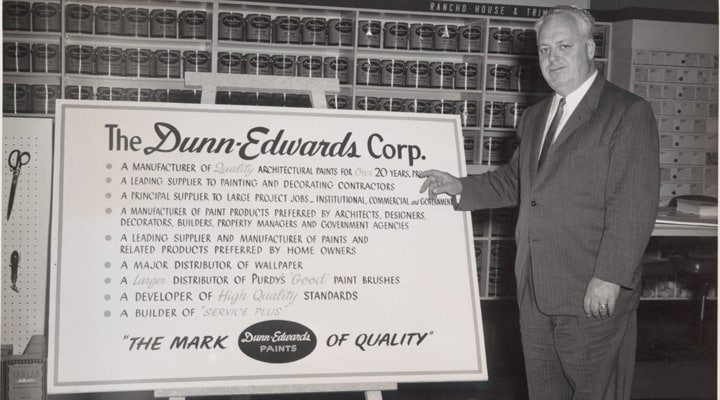 RANCHO HOUSE & TRIM
The Dunn-Edwards Corp.
A MANUFACTURER OF Quality ARCHITECTURAL PAINTS FOR Over 20 YEARS,
A LEADING SUPPLIER TO PAINTING AND DECORATING CONTRACTORS
A PRINCIPAL SUPPLIER TO LARGE PROJECT JOBS_ INSTITUTIONAL, COMMERCIAL and GOVERNMENT
A MANUFACTURER OF PAINT PRODUCTS PREFERRED BY ARCHITECTS, DESIGNERS,
DECORATORS, BUILDERS, PROPERTY MANAGERS AND GOVERNMENT AGENCIES
A LEADING SUPPLIER AND MANUFACTURER OF PAINTS AND
RELATED PRODUCTS PREFERRED BY HOME OWNERS
A MAJOR DISTRIBUTOR OF WALLPAPER
A Larger DISTRIBUTOR OF PURDY'S "Good" PAINT BRUSHES
A DEVELOPER OF High Quality STANDARDS
A BUILDER OF "SERVICE PLUS"
"THE MARK Dunn-Edwards PAINTS OF QUALITY"